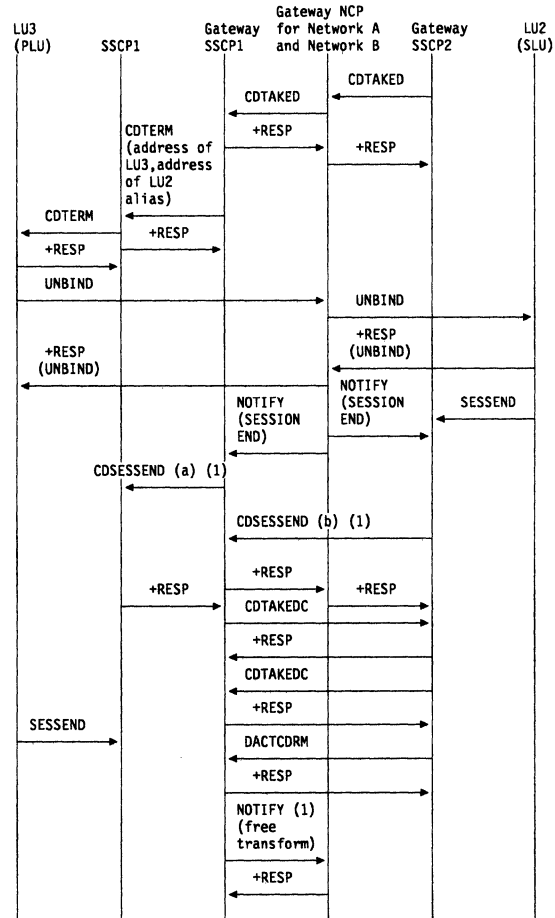 Gateway NCP
LU3 Gateway for Network A Gateway LU2
(PLU) SSCP1 SSCP1 and Network B SSCP2 (SLU)
CDTAKED
CDTAKED
+RESP
CDTERM
(address of
LU3,address
of LU2
alias)
+RESP
CDTERM
+RESP
+RESP
UNBIND
UNBIND
+RESP
(UNBIND)
+RESP
(UNBIND)
NOTIFY
(SESSION
END)
NOTIFY
(SESSION
END)
SESSEND
CDSESSEND (a) (1)
CDSESSEND (b) (1)
+RESP
+RESP
+RESP
CDTAKEDC
+RESP
CDTAKEDC
+RESP
SESSEND
DACTCDRM
+RESP
NOTIFY (1)
(free
transform)
+RESP